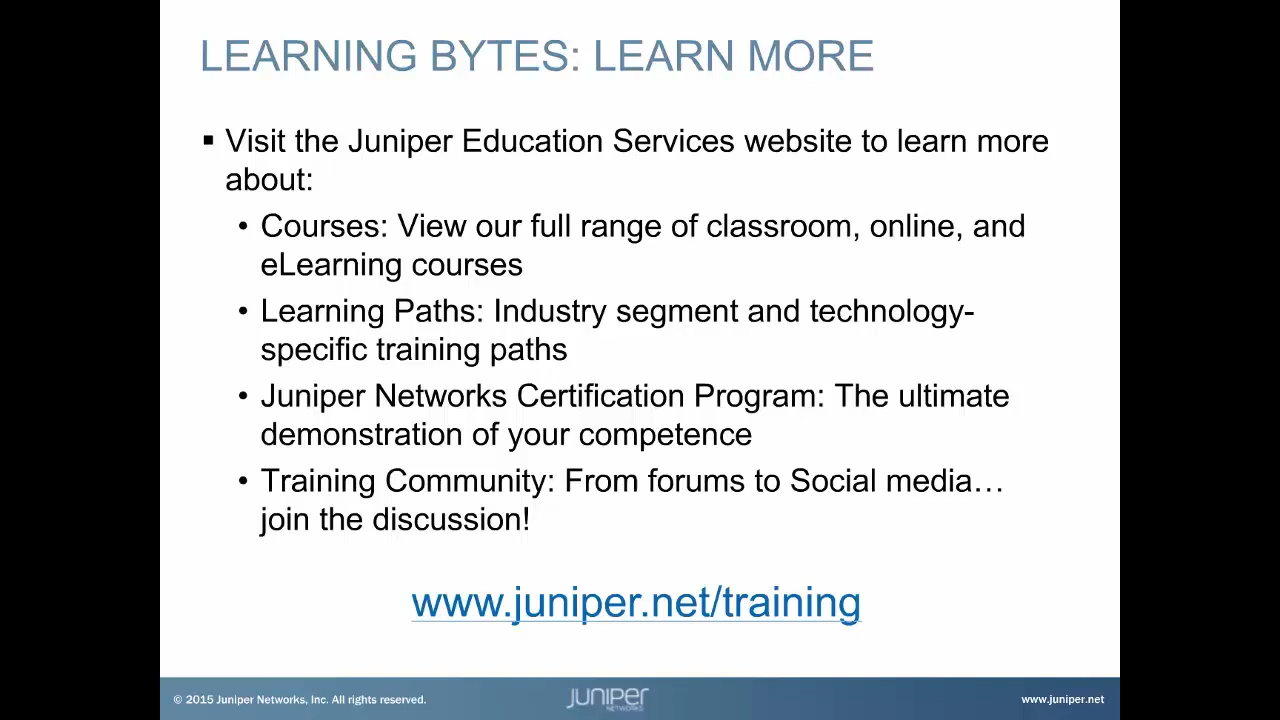 LEARNING BYTES: LEARN MORE
▪ Visit the Juniper Education Services website to learn more
about:
• Courses: View our full range of classroom, online, and
eLearning courses
• Learning Paths: Industry segment and technology-
specific training paths
• Juniper Networks Certification Program: The ultimate
demonstration of your competence
• Training Community: From forums to Social media…
join the discussion!
www.juniper.net/training
© 2015 Juniper Networks, Inc. All rights reserved.
JUNIPER
NETWORKS
www.juniper.net